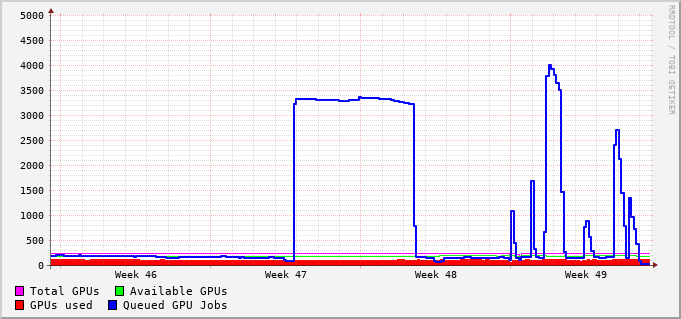 5000
4500
4000
3500
3000
2500
2000
1500
1000
500
0
Week 46 Week 47 Week 48 Week 49
Total GPUs Available GPUs
GPUs used Queued GPU Jobs
RRDTOOL / TOBI OETIKER